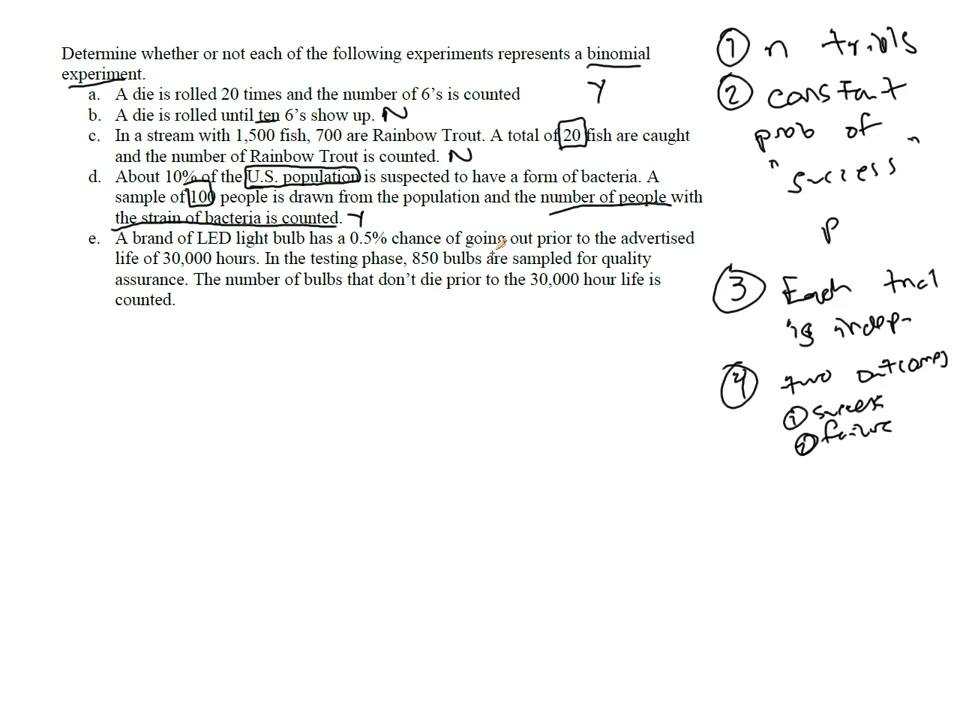 Determine whether or not each of the following experiments represents a binomial
experiment.
a. A die is rolled 20 times and the number of 6’s is counted Y
b. A die is rolled until ten 6’s show up. N
c. In a stream with 1,500 fish, 700 are Rainbow Trout. A total of 20 fish are caught
and the number of Rainbow Trout is counted. N
d. About 10% of the U.S. population is suspected to have a form of bacteria. A
sample of 100 people is drawn from the population and the number of people with
the strain of bacteria is counted. Y
e. A brand of LED light bulb has a 0.5% chance of going out prior to the advertised
life of 30,000 hours. In the testing phase, 850 bulbs are sampled for quality
assurance. The number of bulbs that don’t die prior to the 30,000 hour life is
counted.
① n trials
② constant
prob of
"success"
p
③ Each trial
is indep.
④ two outcomes
① success
② failure